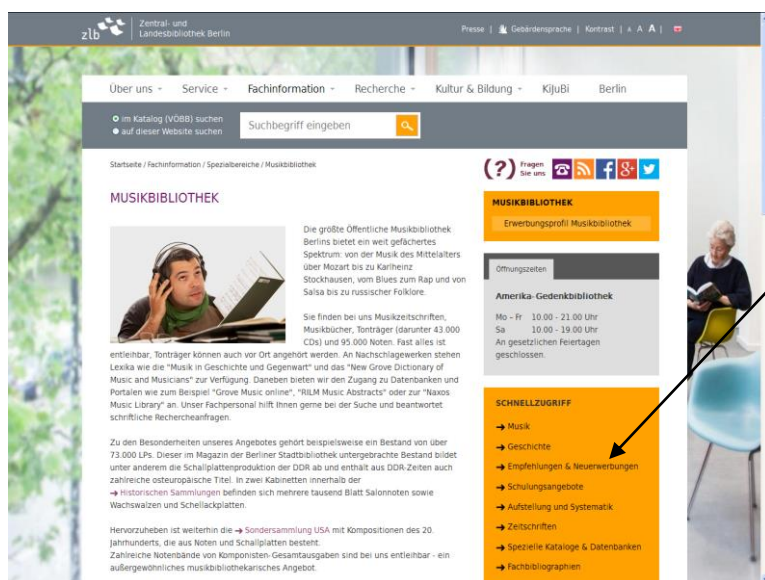 zlb
Zentral- und
Landesbibliothek Berlin
Presse | Gebärdensprache | Kontrast | A A A |
Über uns Service Fachinformation Recherche Kultur & Bildung KiJuBi Berlin
im Katalog (VÖBB) suchen
auf dieser Website suchen
Suchbegriff eingeben
Startseite / Fachinformation / Spezialbereiche / Musikbibliothek
(?) Fragen
Sie uns
MUSIKBIBLIOTHEK
Die größte Öffentliche Musikbibliothek
Berlins bietet ein weit gefächertes
Spektrum: von der Musik des Mittelalters
über Mozart bis zu Karlheinz
Stockhausen, vom Blues zum Rap und von
Salsa bis zu russischer Folklore.
Sie finden bei uns Musikzeitschriften,
Musikbücher, Tonträger (darunter 43.000
CDs) und 95.000 Noten. Fast alles ist
entleihbar, Tonträger können auch vor Ort angehört werden. An Nachschlagewerken stehen
Lexika wie die "Musik in Geschichte und Gegenwart" und das "New Grove Dictionary of
Music and Musicians" zur Verfügung. Daneben bieten wir den Zugang zu Datenbanken und
Portalen wie zum Beispiel "Grove Music online", "RILM Music Abstracts" oder zur "Naxos
Music Library" an. Unser Fachpersonal hilft Ihnen gerne bei der Suche und beantwortet
schriftliche Rechercheanfragen.
Zu den Besonderheiten unseres Angebotes gehört beispielsweise ein Bestand von über
73.000 LPs. Dieser im Magazin der Berliner Stadtbibliothek untergebrachte Bestand bildet
unter anderem die Schallplattenproduktion der DDR ab und enthält aus DDR-Zeiten auch
zahlreiche osteuropäische Titel. In zwei Kabinetten innerhalb der
→ Historischen Sammlungen befinden sich mehrere tausend Blatt Salonnoten sowie
Wachswalzen und Schellackplatten.
Hervorzuheben ist weiterhin die → Sondersammlung USA mit Kompositionen des 20.
Jahrhunderts, die aus Noten und Schallplatten besteht.
Zahlreiche Notenbände von Komponisten-Gesamtausgaben sind bei uns entleihbar - ein
außergewöhnliches musikbibliothekarisches Angebot.
MUSIKBIBLIOTHEK
Erwerbungsprofil Musikbibliothek
Öffnungszeiten
Amerika-Gedenkbibliothek
Mo – Fr 10.00 - 21.00 Uhr
Sa 10.00 - 19.00 Uhr
An gesetzlichen Feiertagen
geschlossen.
SCHNELLZUGRIFF
→ Musik
→ Geschichte
→ Empfehlungen & Neuerwerbungen
→ Schulungsangebote
→ Aufstellung und Systematik
→ Zeitschriften
→ Spezielle Kataloge & Datenbanken
→ Fachbibliographien